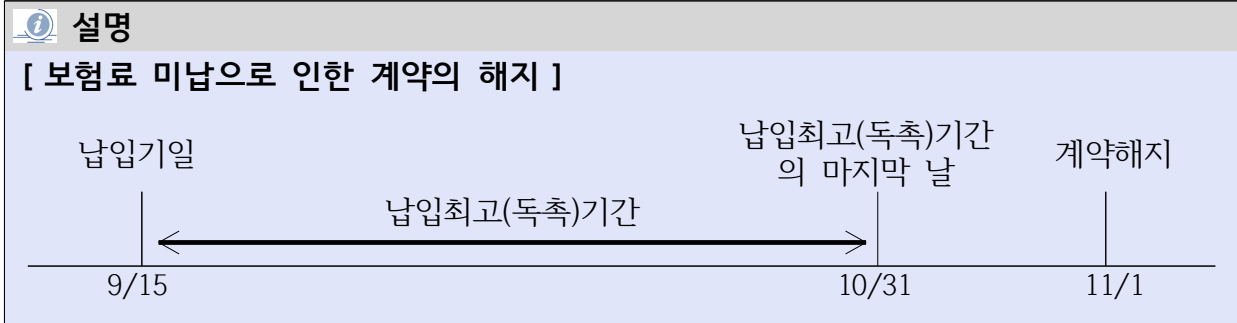 설명
[ 보험료 미납으로 인한 계약의 해지 ]
납입기일
납입최고(독촉)기간
의 마지막 날
계약해지
납입최고(독촉)기간
9/15
10/31
11/1